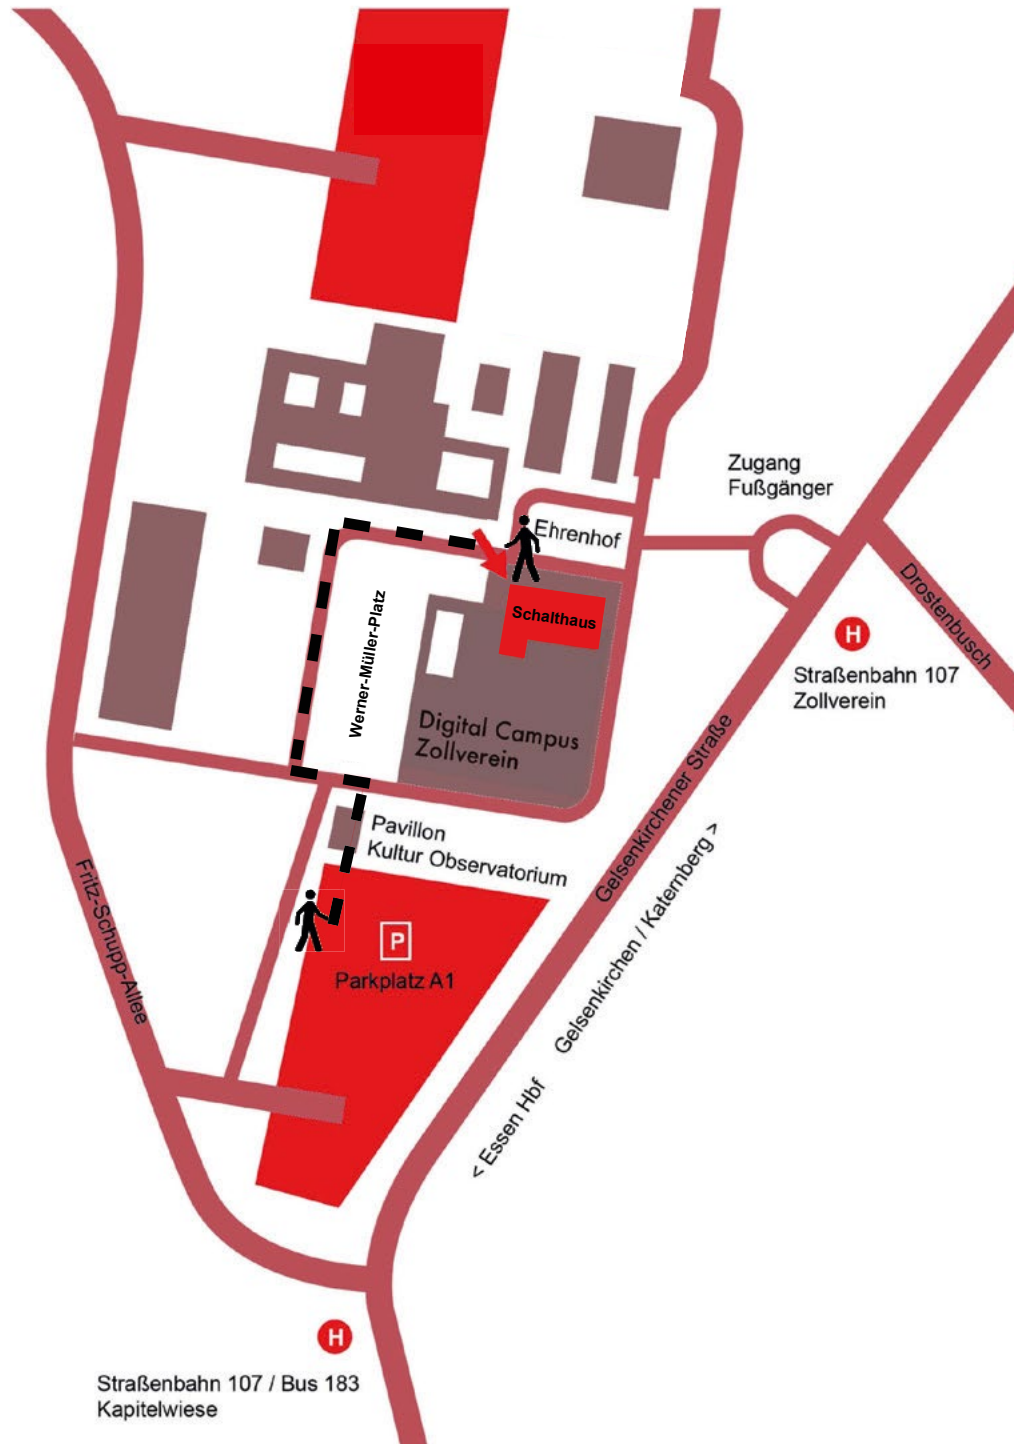 Zugang
Fußgänger
Ehrenhof
Drostenbusch
Schalthaus
Werner-Müller-Platz
H
Straßenbahn 107
Zollverein
Digital Campus
Zollverein
Gelsenkirchener Straße
Pavillon
Kultur Observatorium
Fritz-Schupp-Allee
P
Parkplatz A1
Gelsenkirchen / Katernberg >
< Essen Hbf
H
Straßenbahn 107 / Bus 183
Kapitelwiese